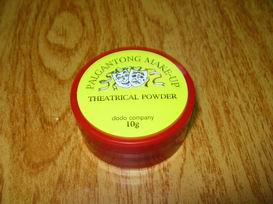 PALGANTONG MAKE-UP
THEATRICAL POWDER
dodo company
10g